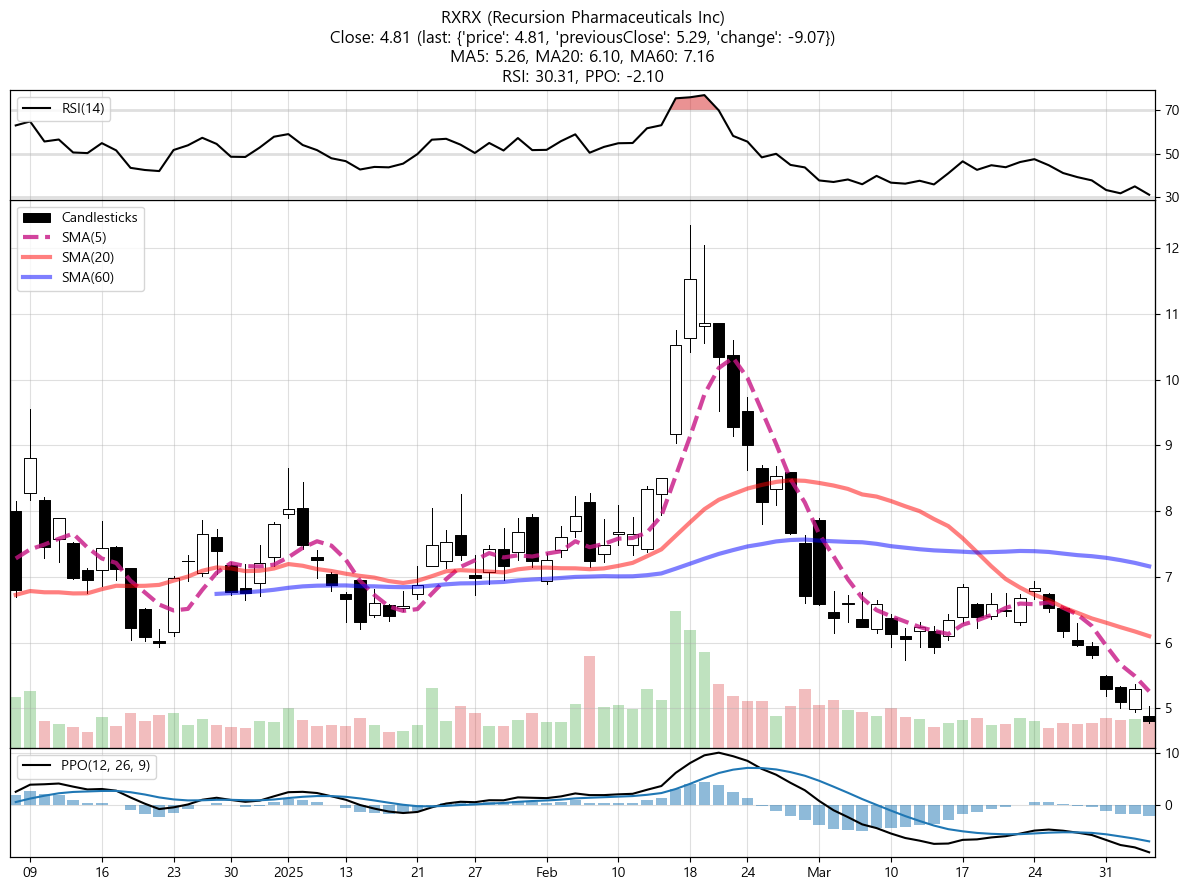 RXRX (Recursion Pharmaceuticals Inc)
Close: 4.81 (last: {'price': 4.81, 'previousClose': 5.29, 'change': -9.07})
MA5: 5.26, MA20: 6.10, MA60: 7.16
RSI: 30.31, PPO: -2.10
RSI(14)
70
50
30
Candlesticks
SMA(5)
SMA(20)
SMA(60)
12
11
10
9
8
7
6
5
PPO(12, 26, 9)
10
0
09 16 23 30 2025 13 21 27 Feb 10 18 24 Mar 10 17 24 31